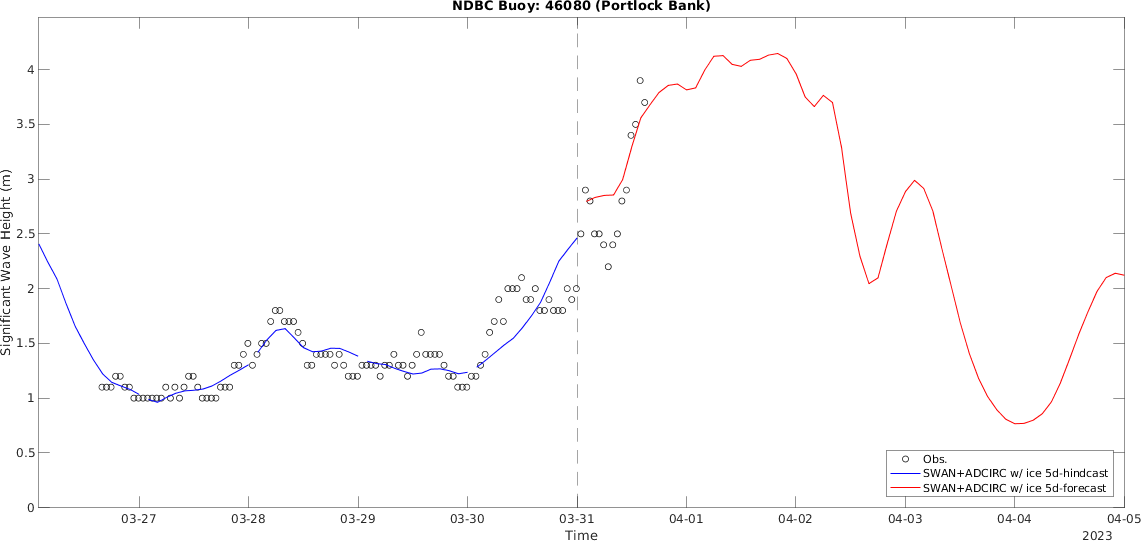 NDBC Buoy: 46080 (Portlock Bank)
Significant Wave Height (m)
4
3.5
3
2.5
2
1.5
1
0.5
0
Obs.
SWAN+ADCIRC w/ ice 5d-hindcast
SWAN+ADCIRC w/ ice 5d-forecast
03-27 03-28 03-29 03-30 03-31 04-01 04-02 04-03 04-04 04-05
Time
2023